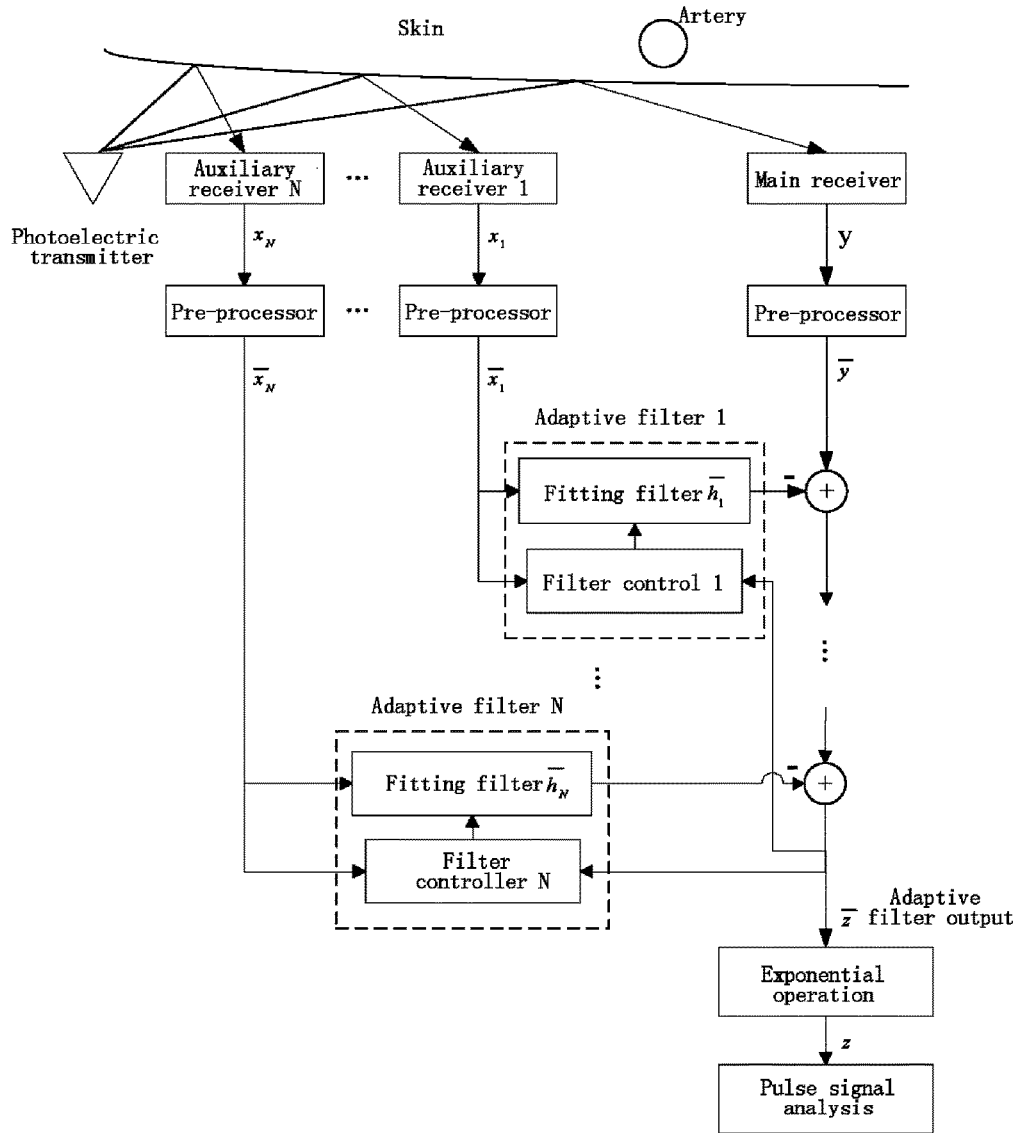 Artery
Skin
Auxiliary
receiver N
...
Auxiliary
receiver 1
Main receiver
Photoelectric
transmitter
x_N
x_1
y
Pre-processor
...
Pre-processor
Pre-processor
x̄_N
x̄_1
ȳ
Adaptive filter 1
Fitting filter h̄_1
-
+
Filter control 1
...
...
Adaptive filter N
Fitting filter h̄_N
-
+
Filter
controller N
Adaptive
z̄ filter output
Exponential
operation
z
Pulse signal
analysis